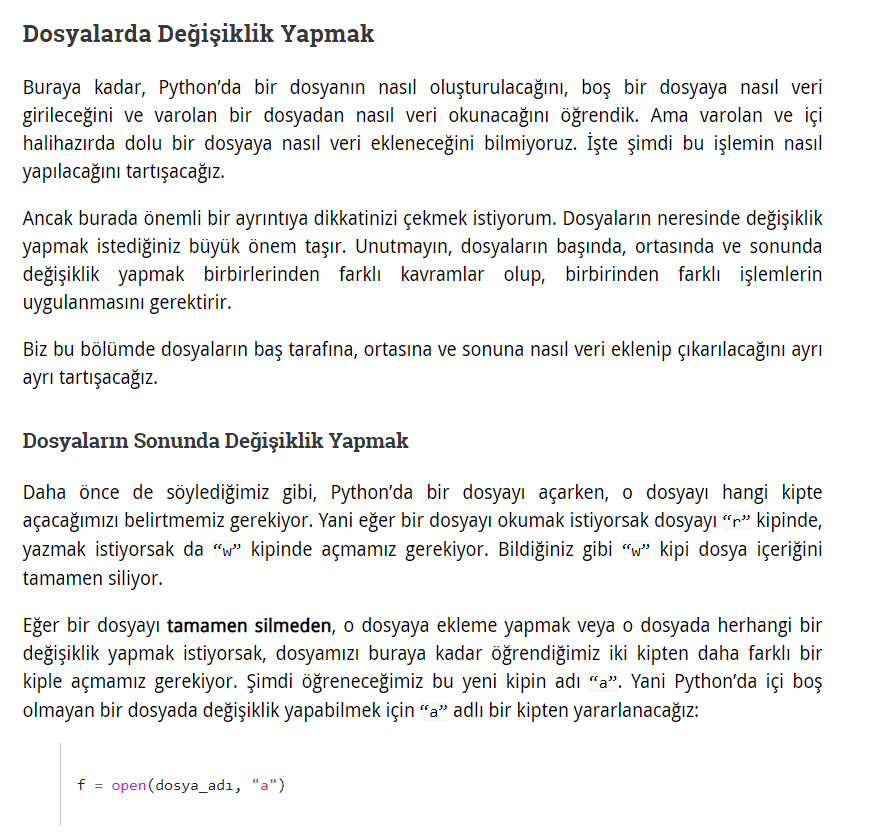 Dosyalarda Değişiklik Yapmak
Buraya kadar, Python’da bir dosyanın nasıl oluşturulacağını, boş bir dosyaya nasıl veri
girileceğini ve varolan bir dosyadan nasıl veri okunacağını öğrendik. Ama varolan ve içi
halihazırda dolu bir dosyaya nasıl veri ekleneceğini bilmiyoruz. İşte şimdi bu işlemin nasıl
yapılacağını tartışacağız.
Ancak burada önemli bir ayrıntıya dikkatinizi çekmek istiyorum. Dosyaların neresinde değişiklik
yapmak istediğiniz büyük önem taşır. Unutmayın, dosyaların başında, ortasında ve sonunda
değişiklik yapmak birbirlerinden farklı kavramlar olup, birbirinden farklı işlemlerin
uygulanmasını gerektirir.
Biz bu bölümde dosyaların baş tarafına, ortasına ve sonuna nasıl veri eklenip çıkarılacağını ayrı
ayrı tartışacağız.
Dosyaların Sonunda Değişiklik Yapmak
Daha önce de söylediğimiz gibi, Python’da bir dosyayı açarken, o dosyayı hangi kipte
açacağımızı belirtmemiz gerekiyor. Yani eğer bir dosyayı okumak istiyorsak dosyayı “r” kipinde,
yazmak istiyorsak da “w” kipinde açmamız gerekiyor. Bildiğiniz gibi “w” kipi dosya içeriğini
tamamen siliyor.
Eğer bir dosyayı tamamen silmeden, o dosyaya ekleme yapmak veya o dosyada herhangi bir
değişiklik yapmak istiyorsak, dosyamızı buraya kadar öğrendiğimiz iki kipten daha farklı bir
kiple açmamız gerekiyor. Şimdi öğreneceğimiz bu yeni kipin adı “a”. Yani Python’da içi boş
olmayan bir dosyada değişiklik yapabilmek için “a” adlı bir kipten yararlanacağız:
f = open(dosya_adı, "a")